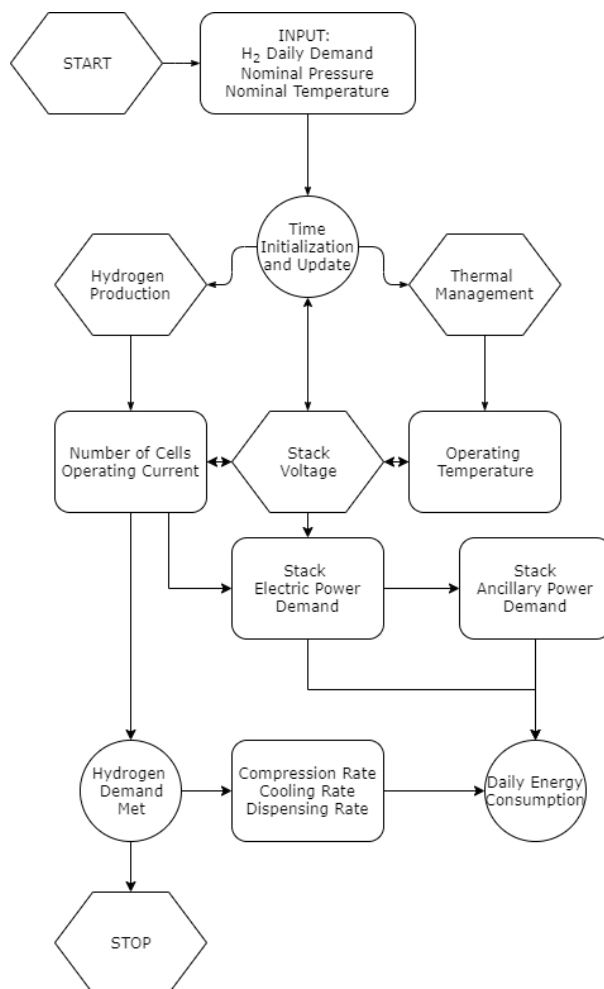 START
INPUT:
H₂ Daily Demand
Nominal Pressure
Nominal Temperature
Time
Initialization
and Update
Hydrogen
Production
Thermal
Management
Number of Cells
Operating Current
Stack
Voltage
Operating
Temperature
Stack
Electric Power
Demand
Stack
Ancillary Power
Demand
Hydrogen
Demand
Met
Compression Rate
Cooling Rate
Dispensing Rate
Daily Energy
Consumption
STOP